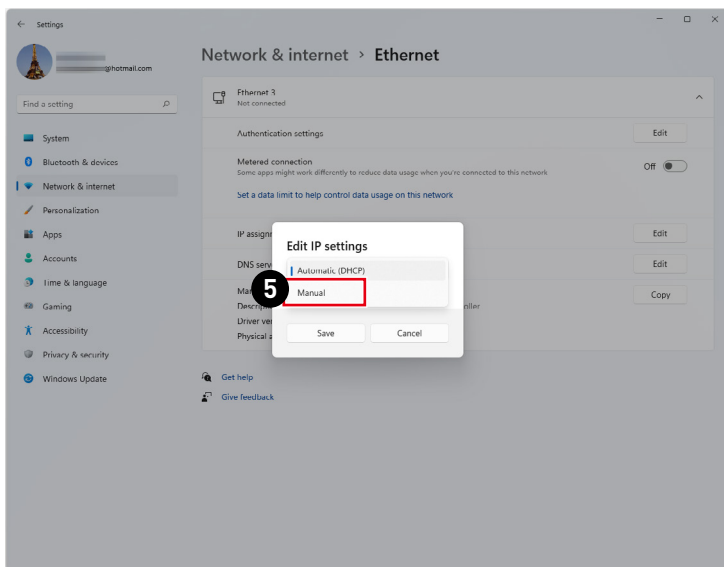 Settings
@hotmail.com
Find a setting
System
Bluetooth & devices
Network & internet
Personalization
Apps
Accounts
Time & language
Gaming
Accessibility
Privacy & security
Windows Update
Network & internet > Ethernet
Ethernet 3
Not connected
Authentication settings
Edit
Metered connection
Some apps might work differently to reduce data usage when you're connected to this network
Off
Set a data limit to help control data usage on this network
IP assignm
Edit
DNS serv
Edit
Man
Copy
Descript
oller
Driver ver
Physical a
Edit IP settings
Automatic (DHCP)
5
Manual
Save
Cancel
Get help
Give feedback